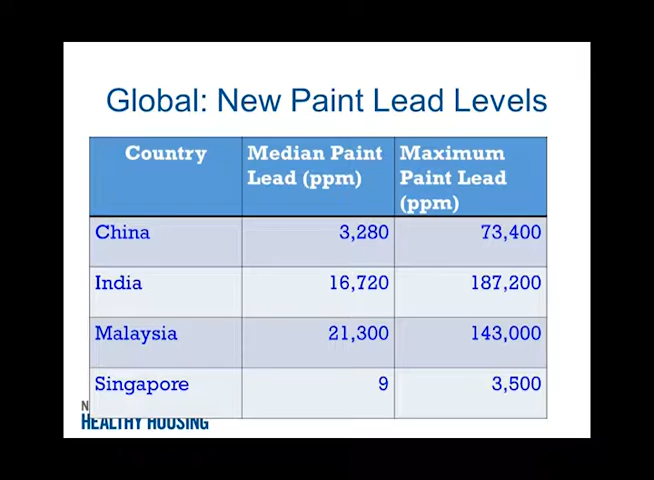 Global: New Paint Lead Levels
Country Median Paint Maximum
Lead (ppm) Paint Lead
(ppm)
China 3,280 73,400
India 16,720 187,200
Malaysia 21,300 143,000
Singapore 9 3,500
HEALTHY HOUSING